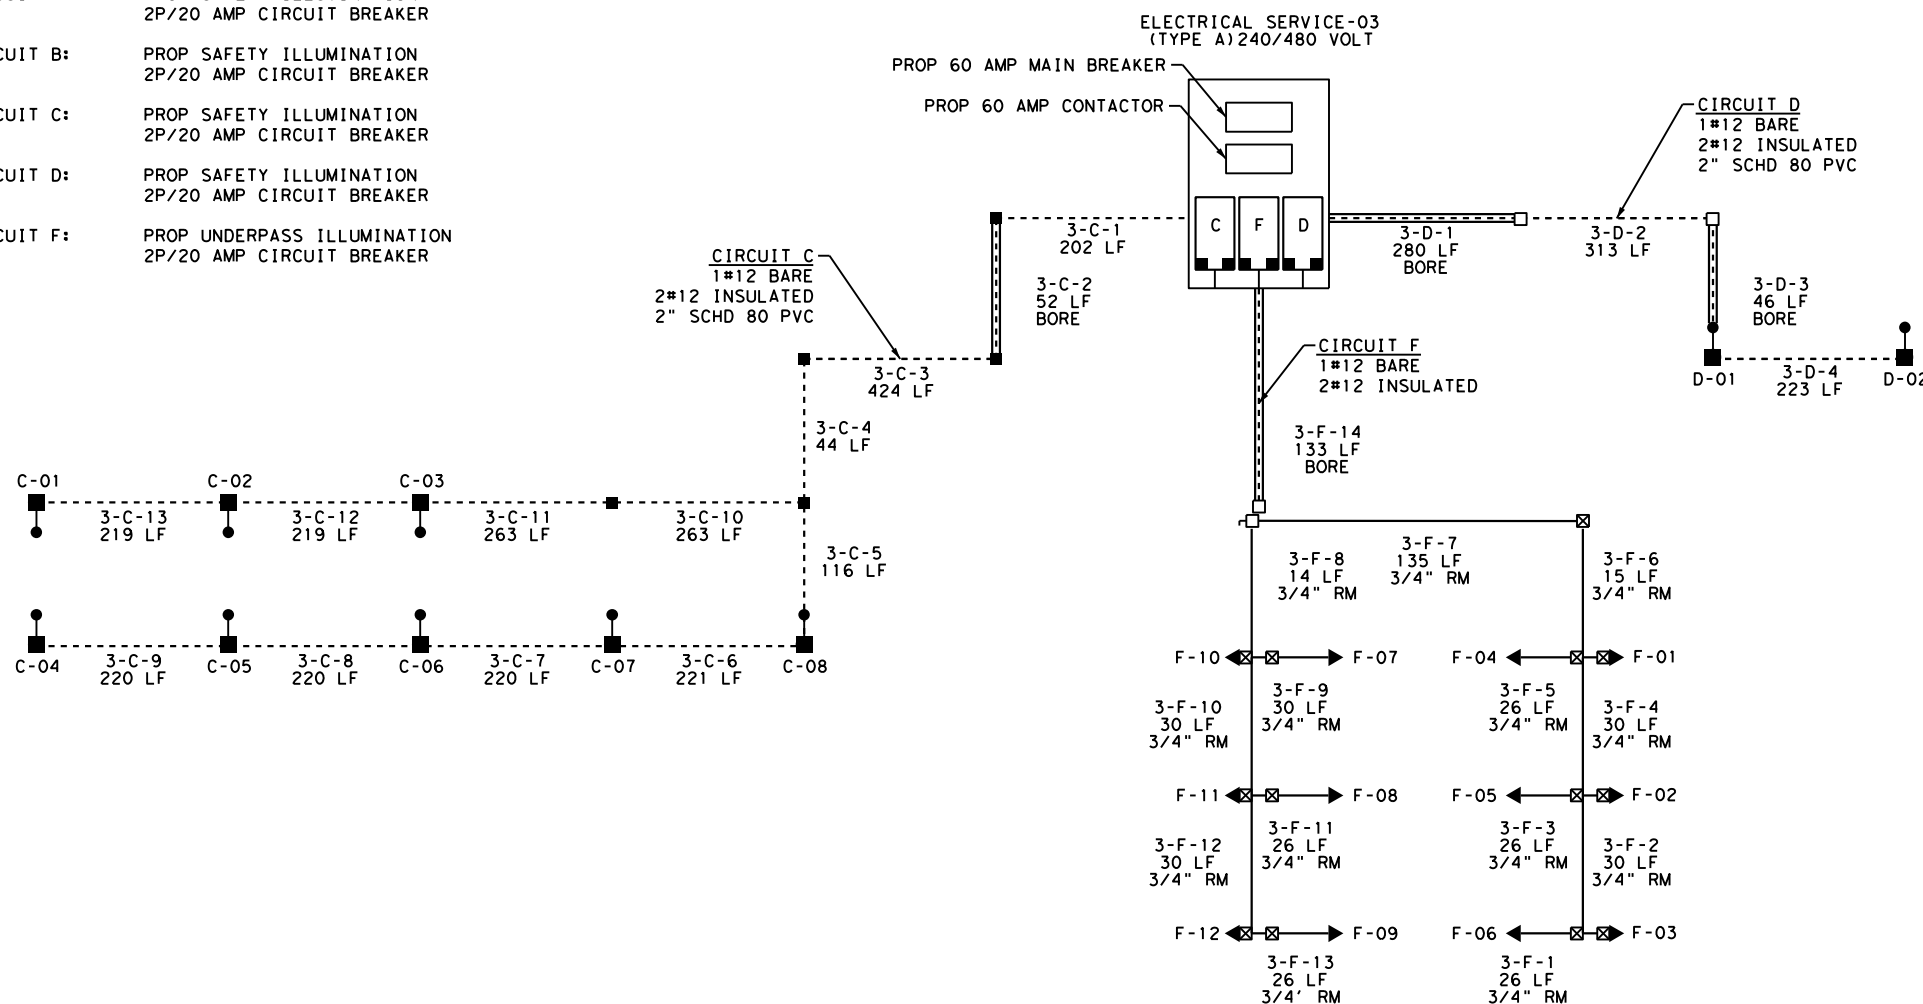 2P/20 AMP CIRCUIT BREAKER
CUIT B: PROP SAFETY ILLUMINATION
2P/20 AMP CIRCUIT BREAKER
CUIT C: PROP SAFETY ILLUMINATION
2P/20 AMP CIRCUIT BREAKER
CUIT D: PROP SAFETY ILLUMINATION
2P/20 AMP CIRCUIT BREAKER
CUIT F: PROP UNDERPASS ILLUMINATION
2P/20 AMP CIRCUIT BREAKER
ELECTRICAL SERVICE-03
(TYPE A)240/480 VOLT
PROP 60 AMP MAIN BREAKER
PROP 60 AMP CONTACTOR
C F D
CIRCUIT D
1#12 BARE
2#12 INSULATED
2" SCHD 80 PVC
3-C-1
202 LF
3-D-1
280 LF
BORE
3-D-2
313 LF
CIRCUIT C
1#12 BARE
2#12 INSULATED
2" SCHD 80 PVC
3-C-2
52 LF
BORE
3-D-3
46 LF
BORE
CIRCUIT F
1#12 BARE
2#12 INSULATED
3-C-3
424 LF
D-01
3-D-4
223 LF
D-02
3-C-4
44 LF
3-F-14
133 LF
BORE
C-01
C-02
C-03
3-C-13
219 LF
3-C-12
219 LF
3-C-11
263 LF
3-C-10
263 LF
3-C-5
116 LF
C-04
3-C-9
220 LF
C-05
3-C-8
220 LF
C-06
3-C-7
220 LF
C-07
3-C-6
221 LF
C-08
3-F-8
14 LF
3/4" RM
3-F-7
135 LF
3/4" RM
3-F-6
15 LF
3/4" RM
F-10
F-07
F-04
F-01
3-F-10
30 LF
3/4" RM
3-F-9
30 LF
3/4" RM
3-F-5
26 LF
3/4" RM
3-F-4
30 LF
3/4" RM
F-11
F-08
F-05
F-02
3-F-12
30 LF
3/4" RM
3-F-11
26 LF
3/4" RM
3-F-3
26 LF
3/4" RM
3-F-2
30 LF
3/4" RM
F-12
F-09
F-06
F-03
3-F-13
26 LF
3/4' RM
3-F-1
26 LF
3/4" RM